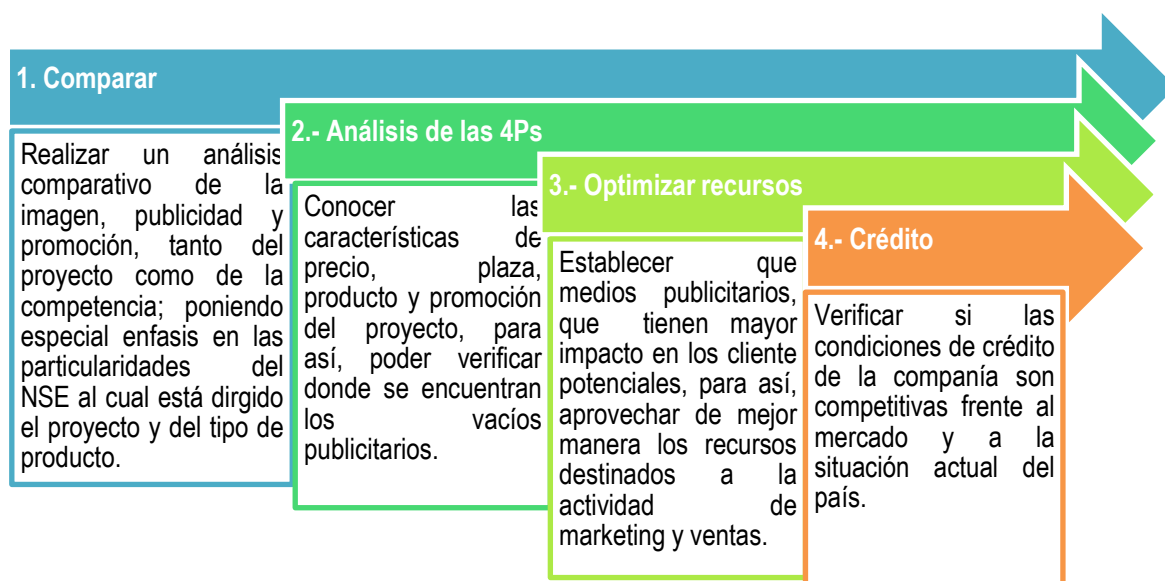 1. Comparar
Realizar un análisis
comparativo de la
imagen, publicidad y
promoción, tanto del
proyecto como de la
competencia; poniendo
especial enfasis en las
particularidades del
NSE al cual está dirgido
el proyecto y del tipo de
producto.
2.- Análisis de las 4Ps
Conocer las
características de
precio, plaza,
producto y promoción
del proyecto, para
así, poder verificar
donde se encuentran
los vacíos
publicitarios.
3.- Optimizar recursos
Establecer que
medios publicitarios,
que tienen mayor
impacto en los cliente
potenciales, para así,
aprovechar de mejor
manera los recursos
destinados a la
actividad de
marketing y ventas.
4.- Crédito
Verificar si las
condiciones de crédito
de la companía son
competitivas frente al
mercado y a la
situación actual del
país.